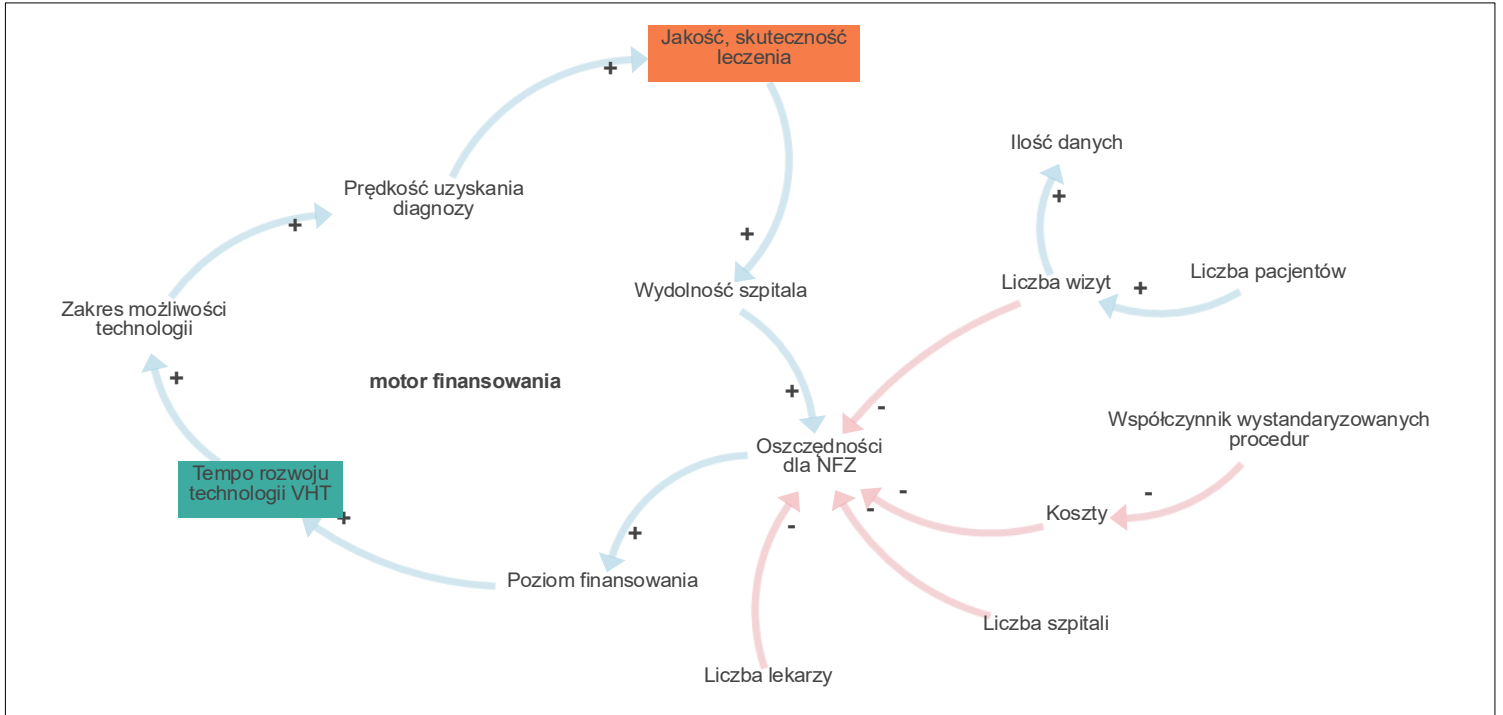 Jakość, skuteczność
leczenia
+
Ilość danych
+
Prędkość uzyskania
diagnozy
+
+
Wydolność szpitala
Liczba wizyt
+
Liczba pacjentów
Zakres możliwości
technologii
+
motor finansowania
+
-
Współczynnik wystandaryzowanych
procedur
Oszczędności
dla NFZ
Tempo rozwoju
technologii VHT
+
-
-
-
Koszty
-
+
Poziom finansowania
Liczba szpitali
Liczba lekarzy